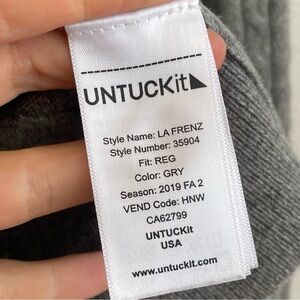 UNTUCKit
Style Name: LA FRENZ
Style Number: 35904
Fit: REG
Color: GRY
Season: 2019 FA 2
VEND Code: HNW
CA62799
UNTUCKit
USA
www.untuckit.com